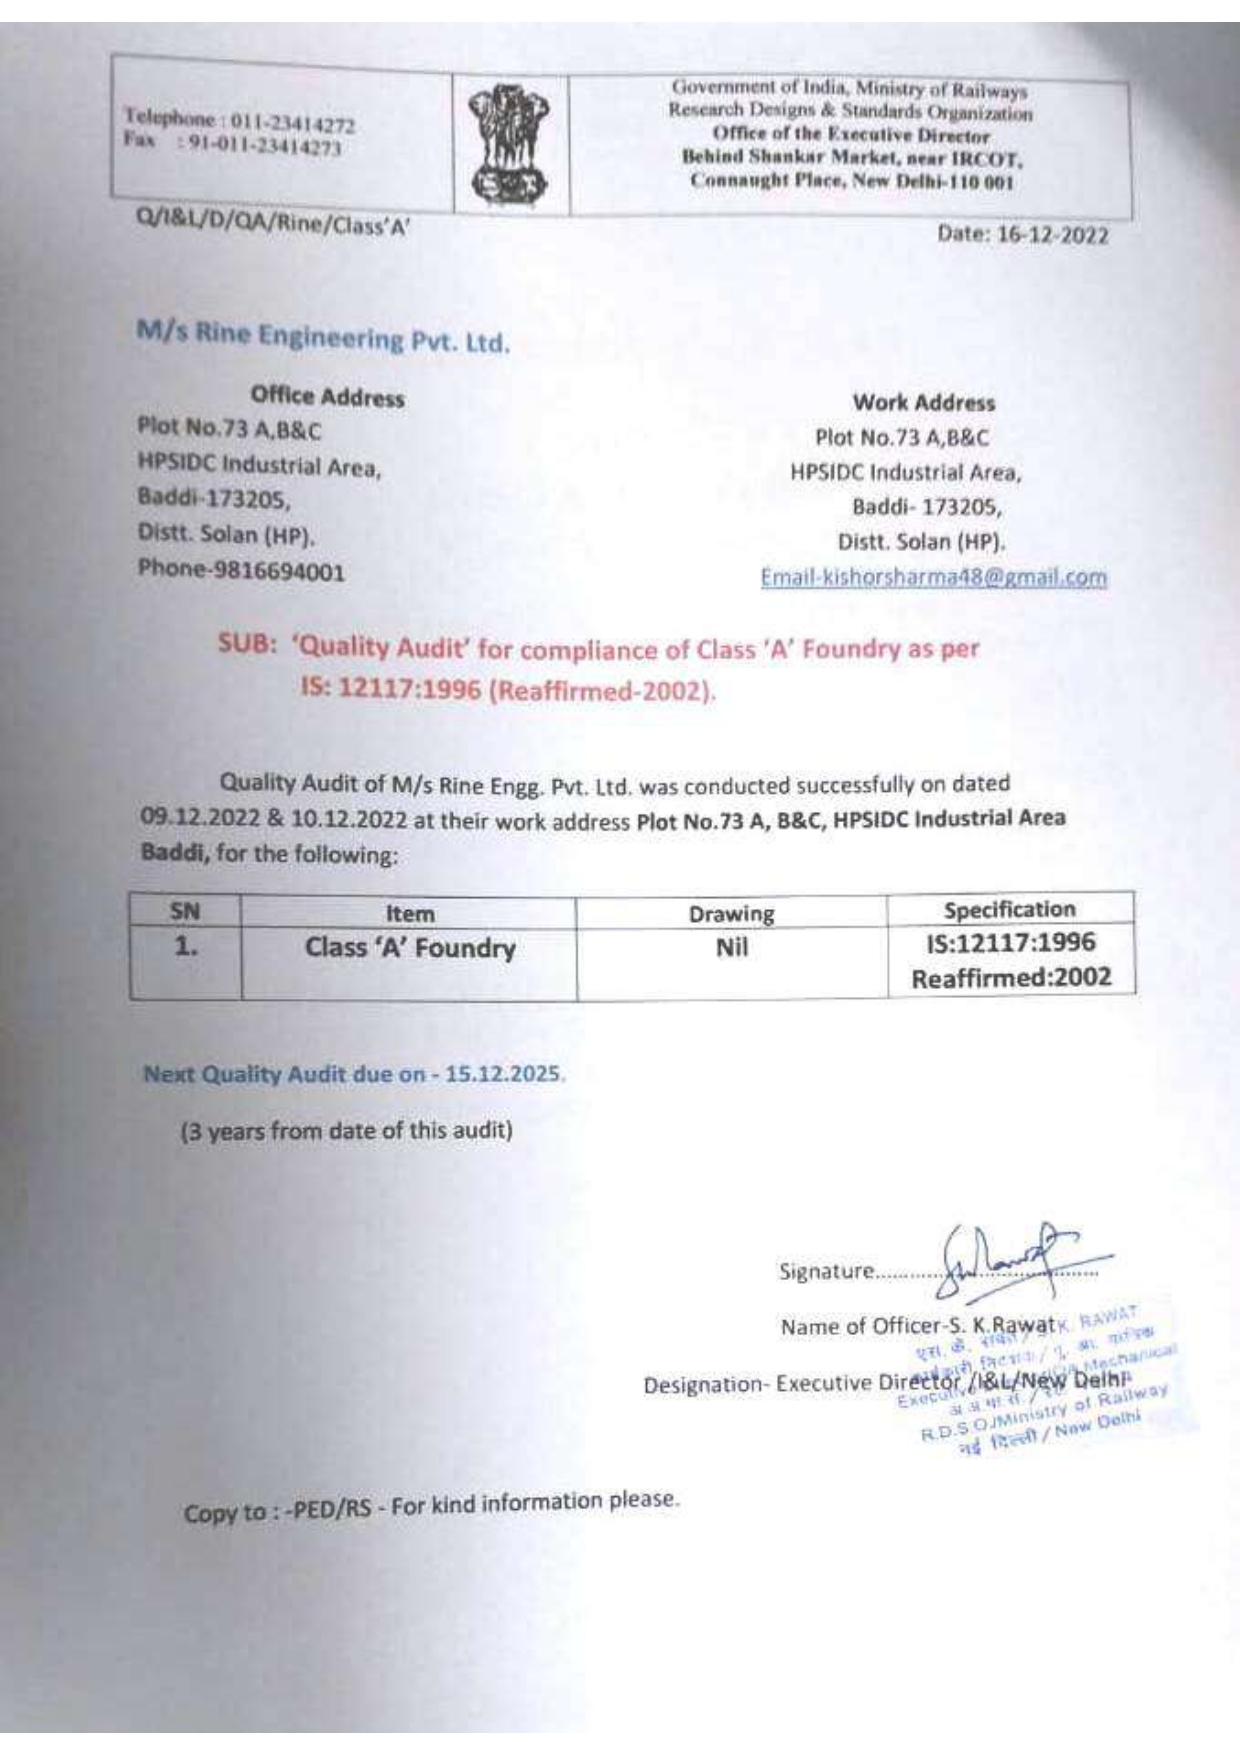 Telephone : 011-23414272
Fax : 91-011-23414273
Government of India, Ministry of Railways
Research Designs & Standards Organization
Office of the Executive Director
Behind Shankar Market, near IRCOT,
Connaught Place, New Delhi-110 001
Q/I&L/D/QA/Rine/Class'A'
Date: 16-12-2022
M/s Rine Engineering Pvt. Ltd.
Office Address
Plot No.73 A,B&C
HPSIDC Industrial Area,
Baddi-173205,
Distt. Solan (HP).
Phone-9816694001
Work Address
Plot No.73 A,B&C
HPSIDC Industrial Area,
Baddi- 173205,
Distt. Solan (HP).
Email-kishorsharma48@gmail.com
SUB: 'Quality Audit' for compliance of Class 'A' Foundry as per
IS: 12117:1996 (Reaffirmed-2002).
Quality Audit of M/s Rine Engg. Pvt. Ltd. was conducted successfully on dated
09.12.2022 & 10.12.2022 at their work address Plot No.73 A, B&C, HPSIDC Industrial Area
Baddi, for the following:
SN Item Drawing Specification
1. Class 'A' Foundry Nil IS:12117:1996
Reaffirmed:2002
Next Quality Audit due on - 15.12.2025.
(3 years from date of this audit)
Signature..............................
Name of Officer-S. K.Rawat
K. RAWAT
एस. के.
Designation- Executive Director /I&L/New Delhi
Mechanical
R.D.S.O./Ministry of Railway
नई दिल्ली / New Delhi
Copy to : -PED/RS - For kind information please.